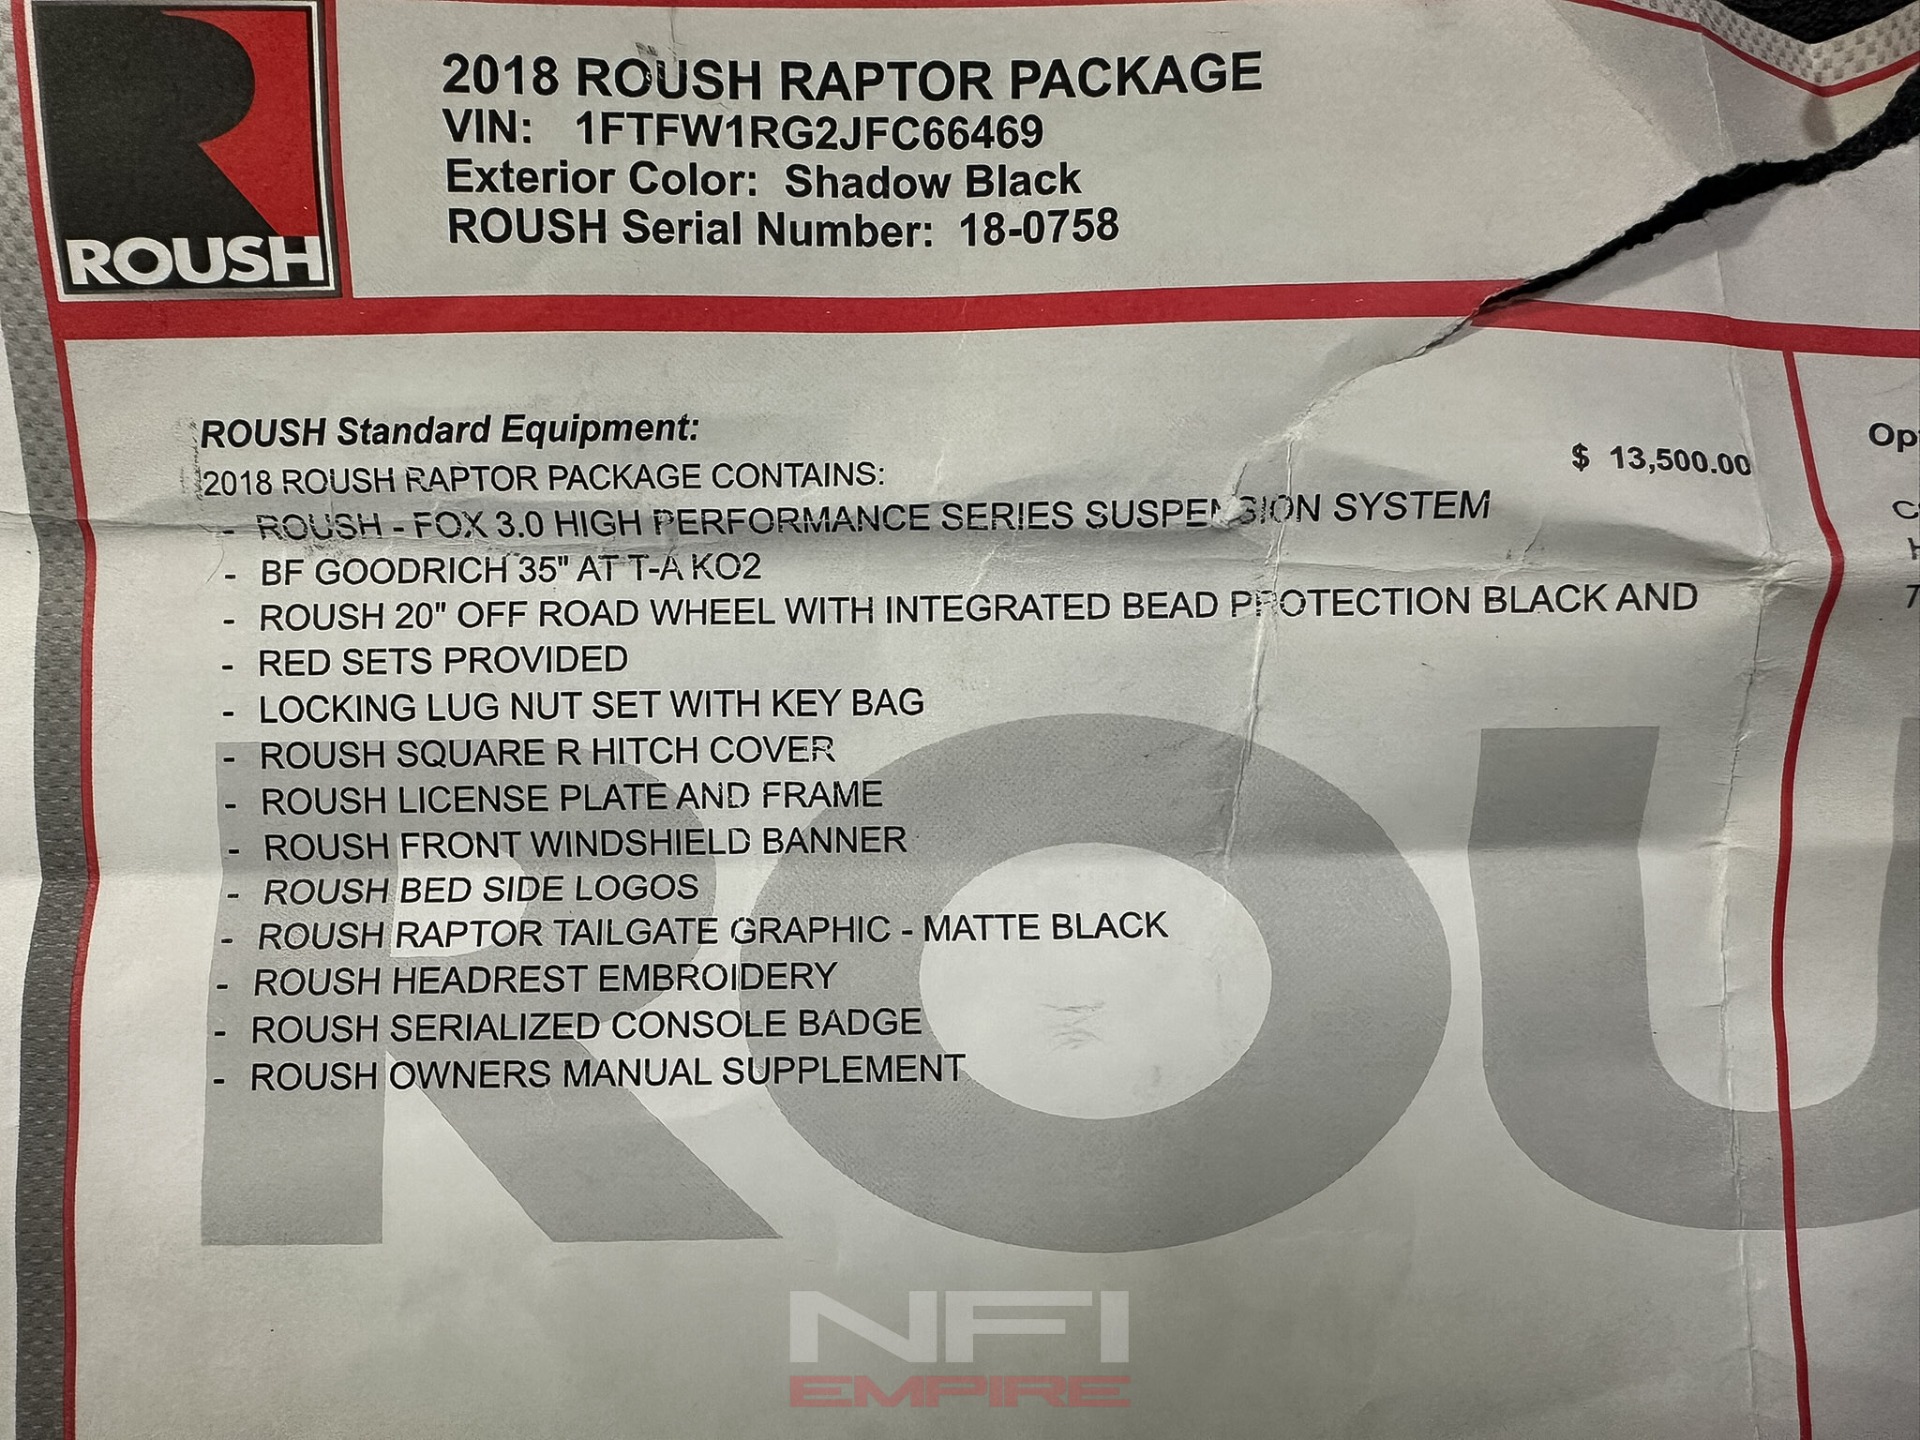 ROUSH
2018 ROUSH RAPTOR PACKAGE
VIN: 1FTFW1RG2JFC66469
Exterior Color: Shadow Black
ROUSH Serial Number: 18-0758
ROUSH Standard Equipment:
2018 ROUSH RAPTOR PACKAGE CONTAINS:
$ 13,500.00
- ROUSH - FOX 3.0 HIGH PERFORMANCE SERIES SUSPENSION SYSTEM
- BF GOODRICH 35" AT T-A KO2
- ROUSH 20" OFF ROAD WHEEL WITH INTEGRATED BEAD PROTECTION BLACK AND
- RED SETS PROVIDED
- LOCKING LUG NUT SET WITH KEY BAG
- ROUSH SQUARE R HITCH COVER
- ROUSH LICENSE PLATE AND FRAME
- ROUSH FRONT WINDSHIELD BANNER
- ROUSH BED SIDE LOGOS
- ROUSH RAPTOR TAILGATE GRAPHIC - MATTE BLACK
- ROUSH HEADREST EMBROIDERY
- ROUSH SERIALIZED CONSOLE BADGE
- ROUSH OWNERS MANUAL SUPPLEMENT
ROU
NFI
EMPIRE